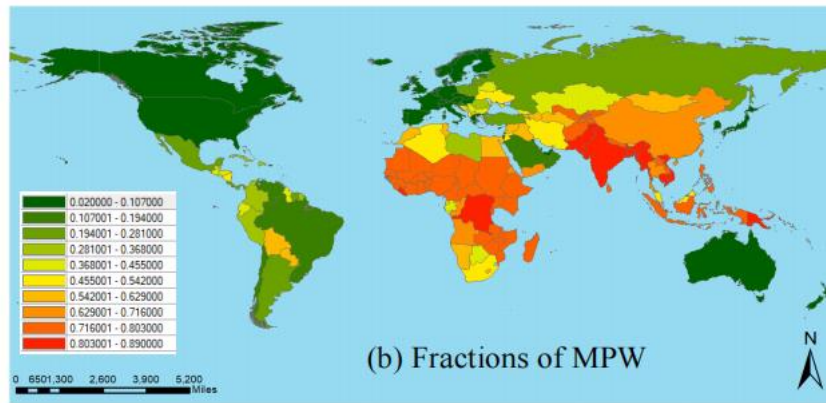 0.020000 - 0.107000
0.107001 - 0.194000
0.194001 - 0.281000
0.281001 - 0.368000
0.368001 - 0.455000
0.455001 - 0.542000
0.542001 - 0.629000
0.629001 - 0.716000
0.716001 - 0.803000
0.803001 - 0.890000
(b) Fractions of MPW
N
0 6501,300 2,600 3,900 5,200
Miles